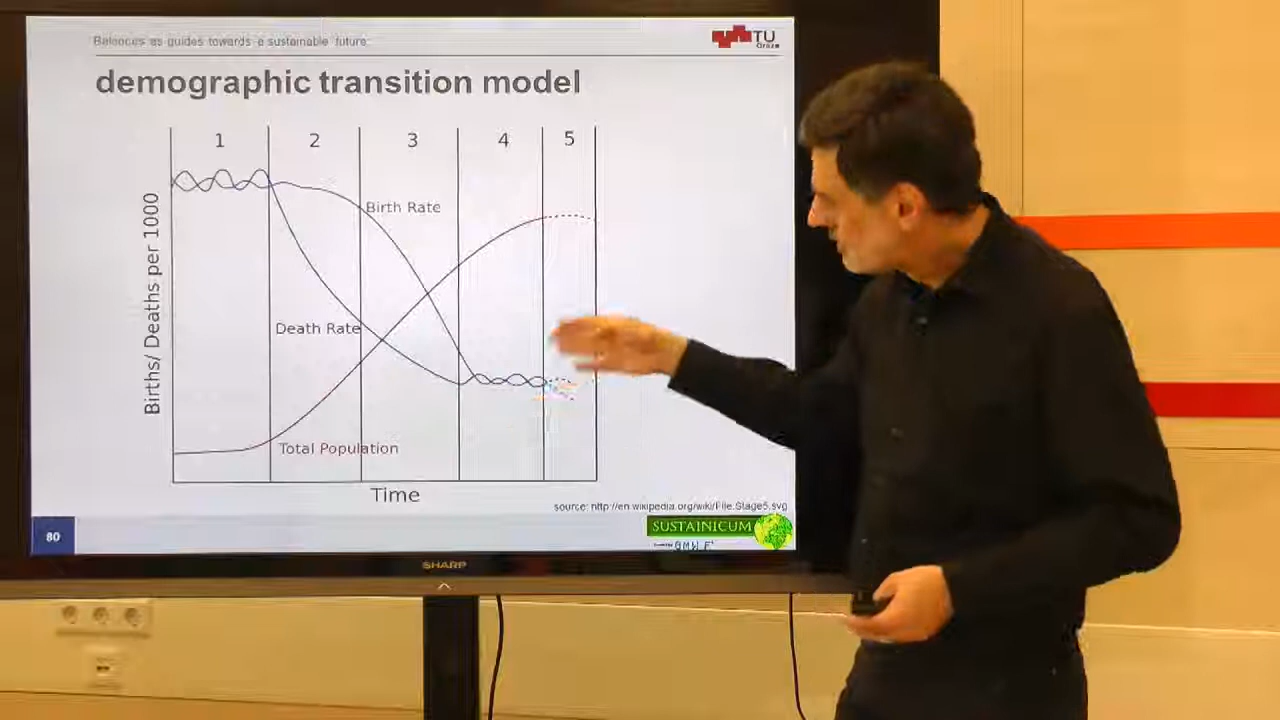 Balances as guides towards a sustainable future
TU
Graz
demographic transition model
1 2 3 4 5
Birth Rate
Death Rate
Total Population
Births/ Deaths per 1000
Time
source: http://en.wikipedia.org/wiki/File:Stage5.svg
80
SUSTAINICUM
SHARP